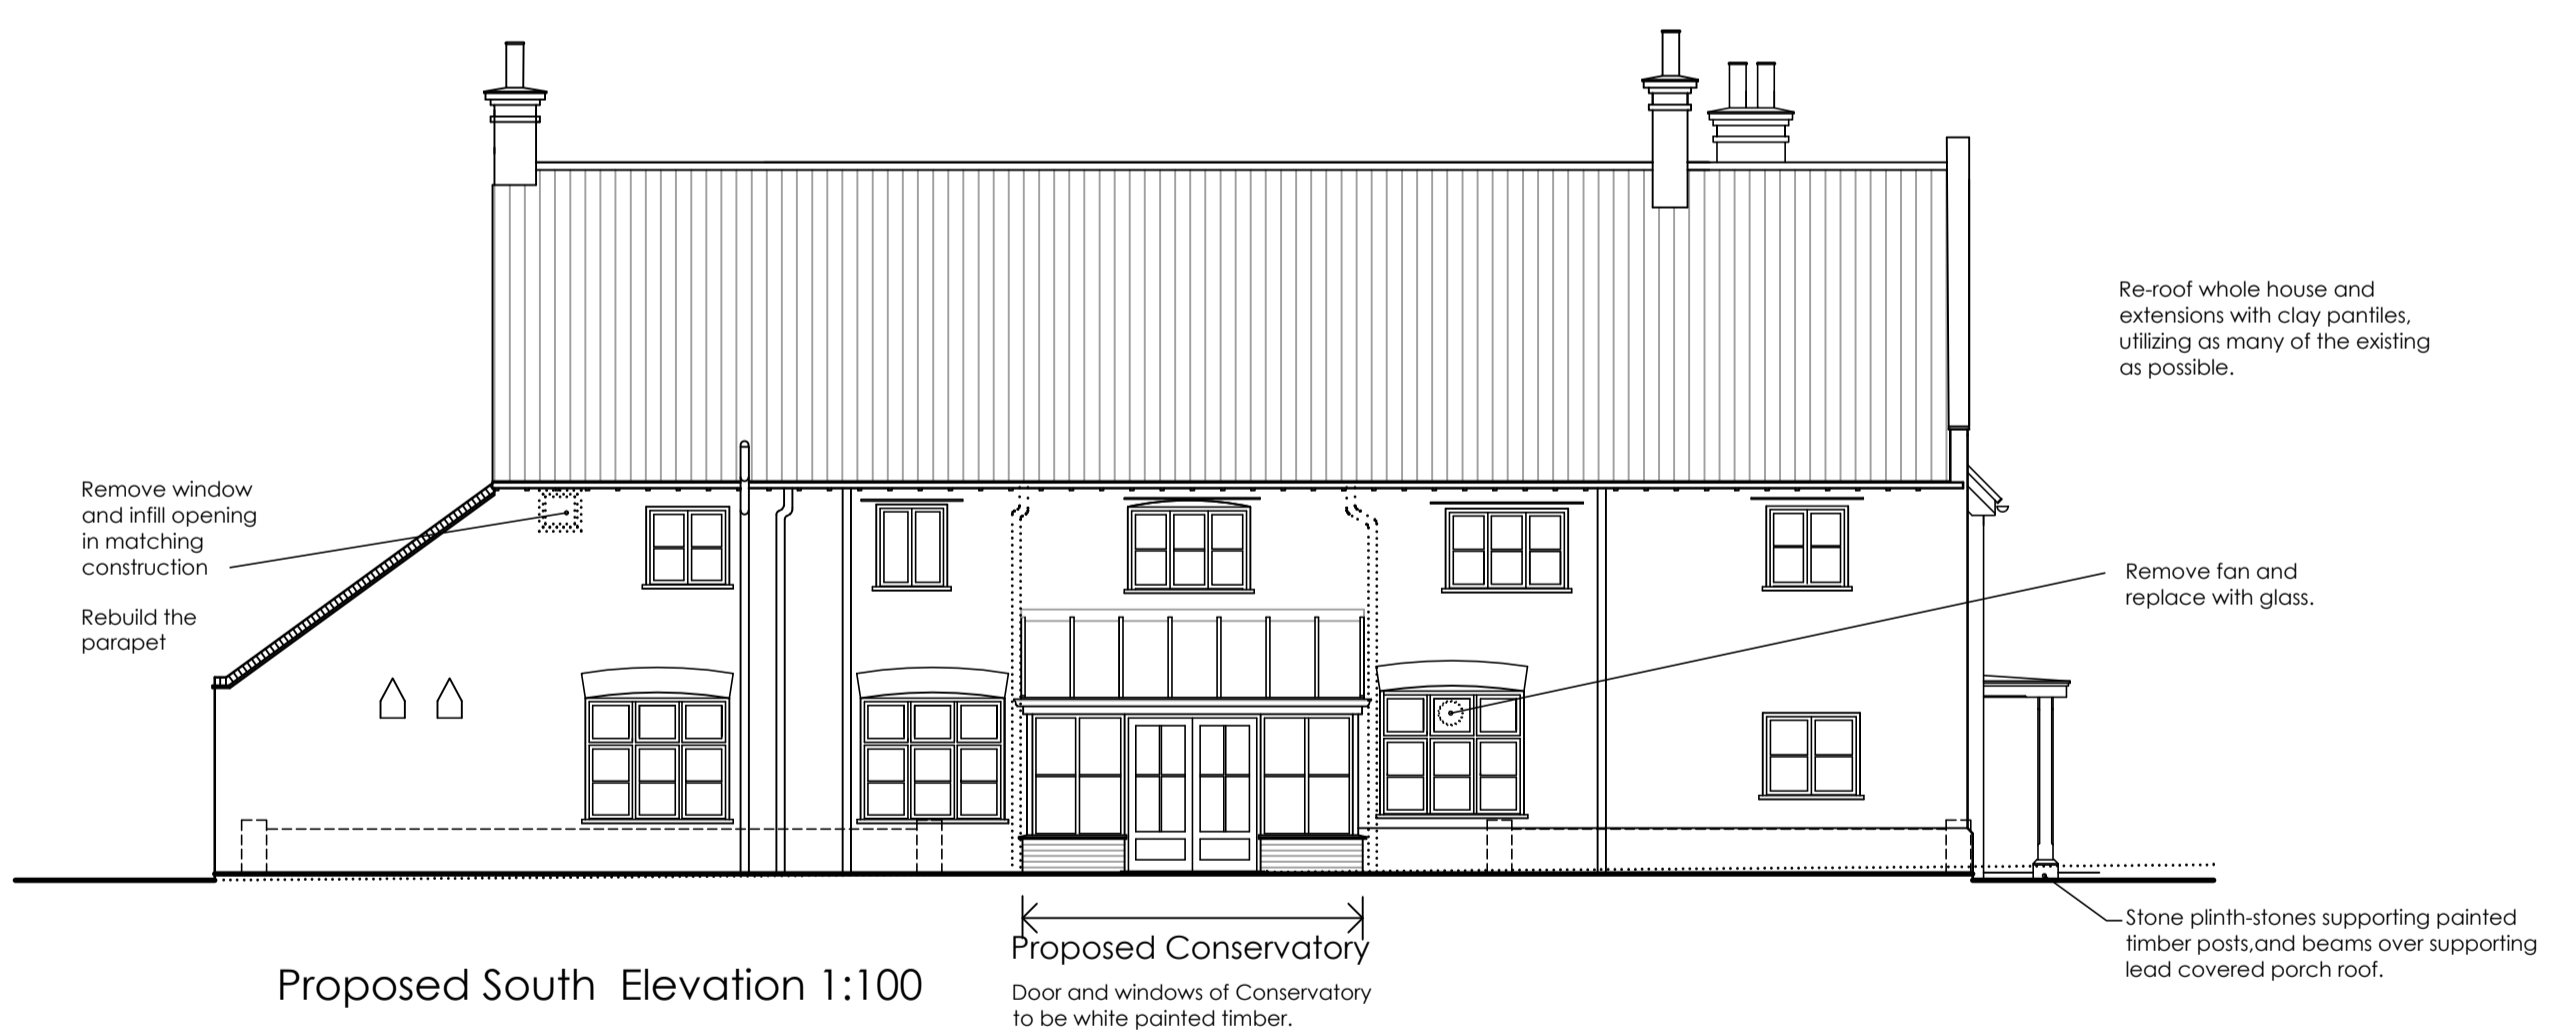 Re-roof whole house and
extensions with clay pantiles,
utilizing as many of the existing
as possible.
Remove window
and infill opening
in matching
construction
Rebuild the
parapet
Remove fan and
replace with glass.
Stone plinth-stones supporting painted
timber posts,and beams over supporting
lead covered porch roof.
Proposed Conservatory
Door and windows of Conservatory
to be white painted timber.
Proposed South Elevation 1:100